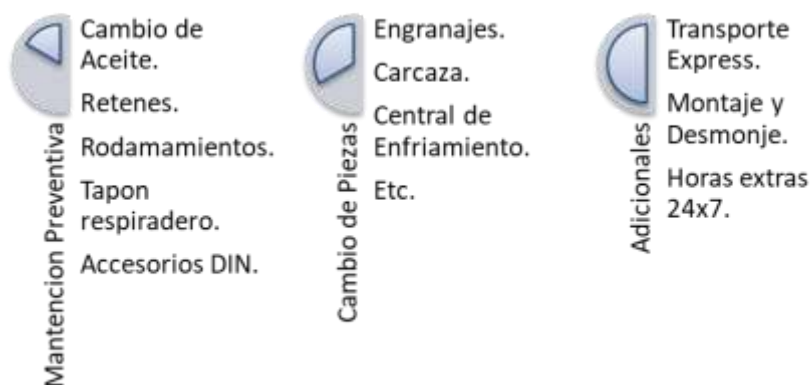 Mantencion Preventiva
Cambio de
Aceite.
Retenes.
Rodamamientos.
Tapon
respiradero.
Accesorios DIN.
Cambio de Piezas
Engranajes.
Carcaza.
Central de
Enfriamiento.
Etc.
Adicionales
Transporte
Express.
Montaje y
Desmonje.
Horas extras
24x7.